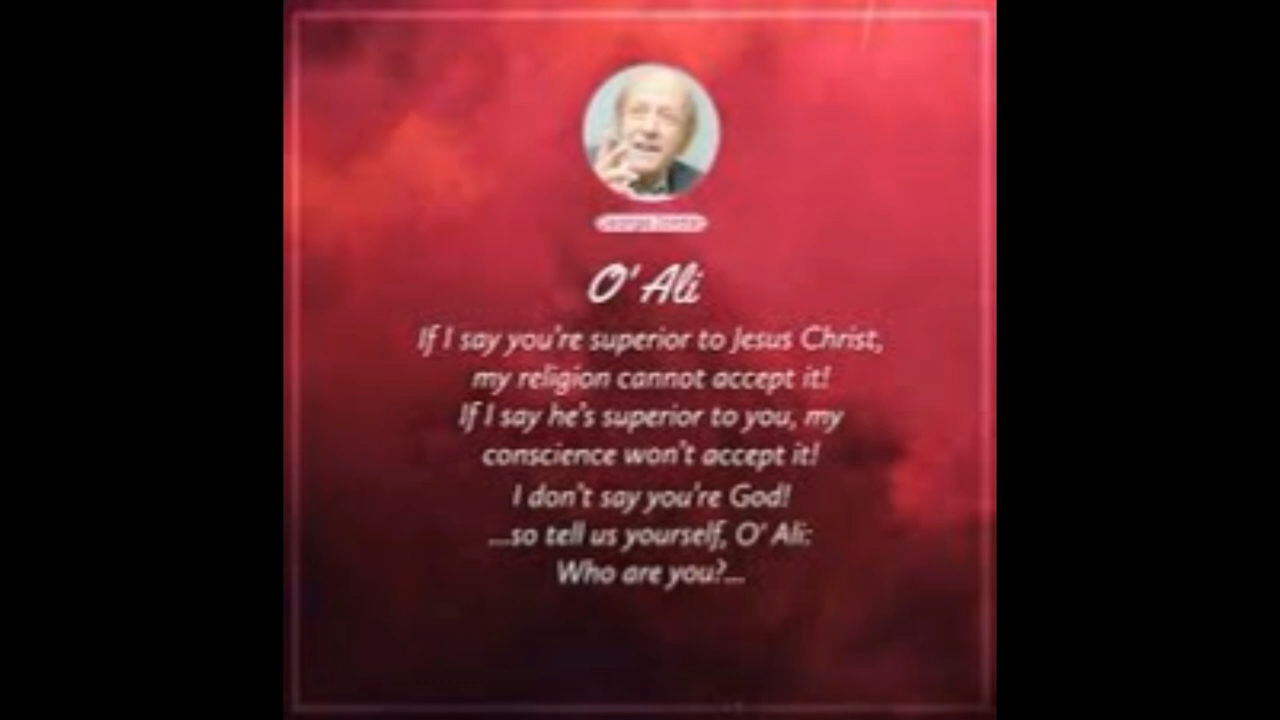 O' Ali
If I say you're superior to Jesus Christ,
my religion cannot accept it!
If I say he's superior to you, my
conscience won't accept it!
I don't say you're God!
...so tell us yourself, O' Ali:
Who are you?...